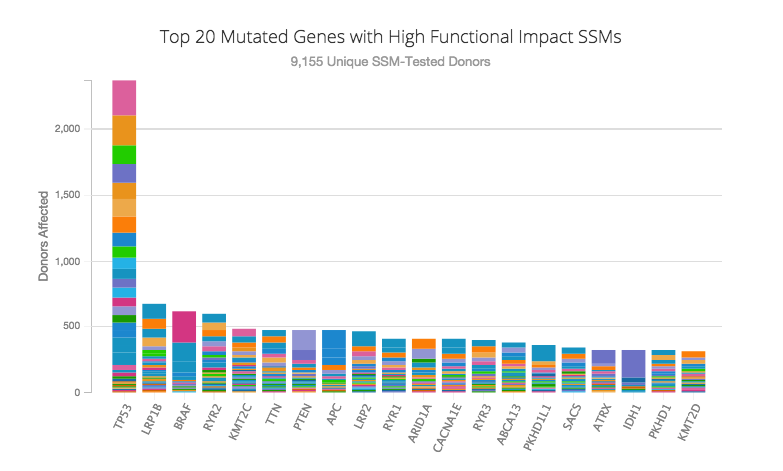 Top 20 Mutated Genes with High Functional Impact SSMs
9,155 Unique SSM-Tested Donors
Donors Affected
2,000
1,500
1,000
500
0
TP53
LRP1B
BRAF
RYR2
KMT2C
TTN
PTEN
APC
LRP2
RYR1
ARID1A
CACNA1E
RYR3
ABCA13
PKHD1L1
SACS
ATRX
IDH1
PKHD1
KMT2D